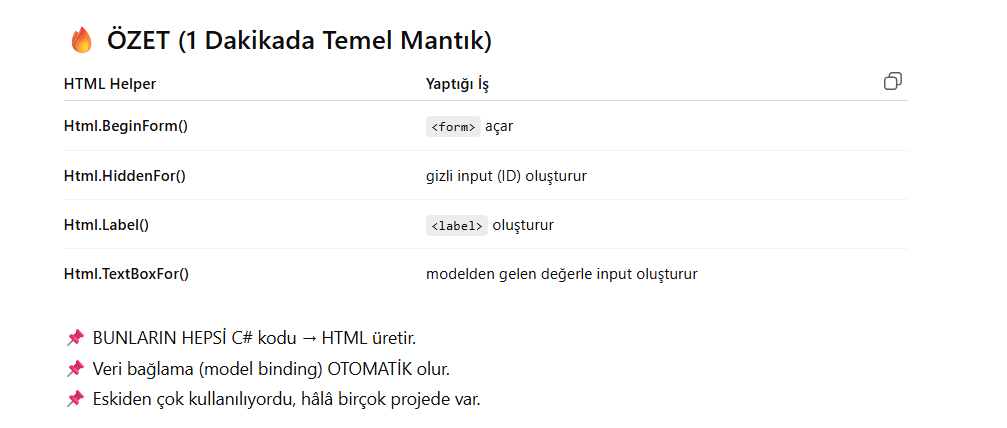 🔥 ÖZET (1 Dakikada Temel Mantık)
HTML Helper Yaptığı İş
Html.BeginForm() <form> açar
Html.HiddenFor() gizli input (ID) oluşturur
Html.Label() <label> oluşturur
Html.TextBoxFor() modelden gelen değerle input oluşturur
📌 BUNLARIN HEPSİ C# kodu → HTML üretir.
📌 Veri bağlama (model binding) OTOMATİK olur.
📌 Eskiden çok kullanılıyordu, hâlâ birçok projede var.